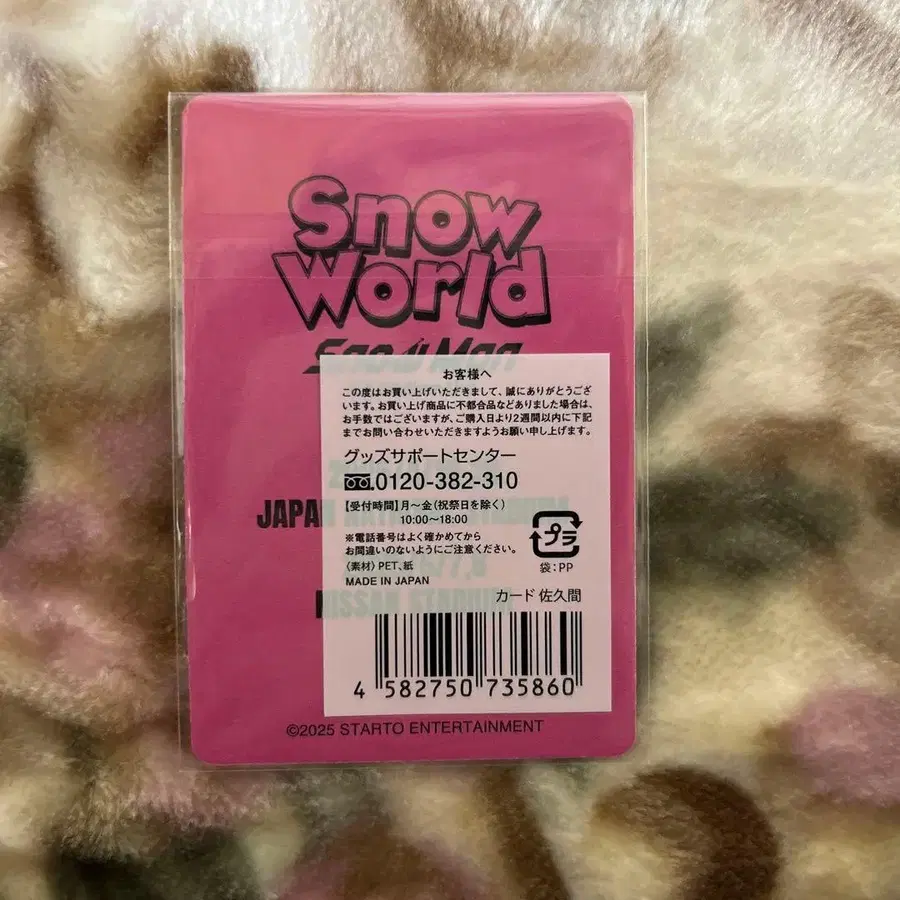 Snow
World
Snow Man
お客様へ
この度はお買い上げいただきまして、誠にありがとうござ
います。お買い上げ商品に不都合品などありました場合は、
お手数ではございますが、ご購入日より2週間以内に下記
までお問い合わせいただきますようお願い申し上げます。
グッズサポートセンター
0120-382-310
【受付時間】月〜金(祝祭日を除く)
10:00〜18:00
※電話番号はよく確かめてから
お間違いのないようにご注意ください。
〈素材〉PET、紙
MADE IN JAPAN
プラ
袋:PP
カード 佐久間
JAPAN NATIONAL STADIUM
NISSAN STADIUM
4 582750 735860
©2025 STARTO ENTERTAINMENT